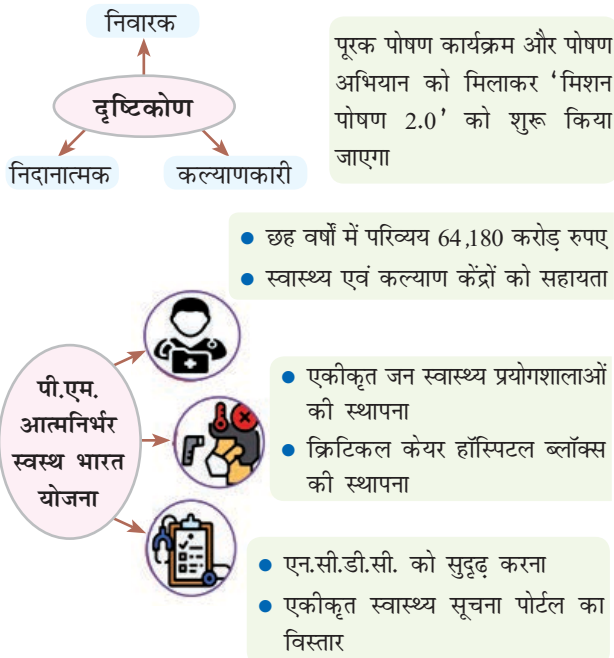 निवारक
दृष्टिकोण
निदानात्मक
कल्याणकारी
पूरक पोषण कार्यक्रम और पोषण
अभियान को मिलाकर ‘मिशन
पोषण 2.0’ को शुरू किया
जाएगा
● छह वर्षों में परिव्यय 64,180 करोड़ रुपए
● स्वास्थ्य एवं कल्याण केंद्रों को सहायता
पी.एम.
आत्मनिर्भर
स्वस्थ भारत
योजना
● एकीकृत जन स्वास्थ्य प्रयोगशालाओं
की स्थापना
● क्रिटिकल केयर हॉस्पिटल ब्लॉक्स
की स्थापना
● एन.सी.डी.सी. को सुदृढ़ करना
● एकीकृत स्वास्थ्य सूचना पोर्टल का
विस्तार